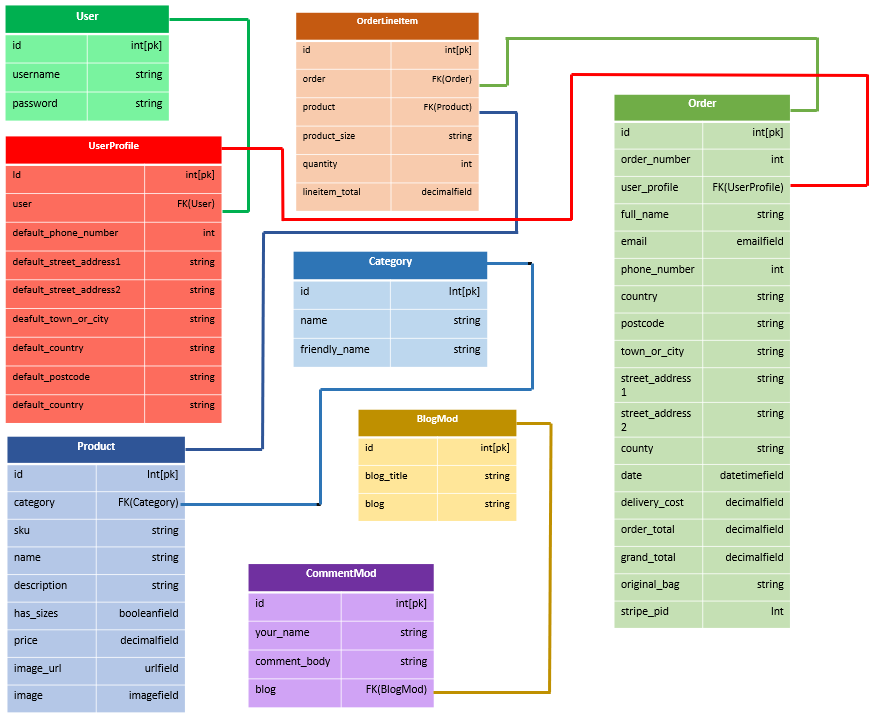 User
id int[pk]
username string
password string
UserProfile
Id int[pk]
user FK(User)
default_phone_number int
default_street_address1 string
default_street_address2 string
deafult_town_or_city string
default_country string
default_postcode string
default_country string
Product
id Int[pk]
category FK(Category)
sku string
name string
description string
has_sizes booleanfield
price decimalfield
image_url urlfield
image imagefield
OrderLineItem
id int[pk]
order FK(Order)
product FK(Product)
product_size string
quantity int
lineitem_total decimalfield
Category
id Int[pk]
name string
friendly_name string
BlogMod
id int[pk]
blog_title string
blog string
CommentMod
id int[pk]
your_name string
comment_body string
blog FK(BlogMod)
Order
id int[pk]
order_number int
user_profile FK(UserProfile)
full_name string
email emailfield
phone_number int
country string
postcode string
town_or_city string
street_address string
1
street_address string
2
county string
date datetimefield
delivery_cost decimalfield
order_total decimalfield
grand_total decimalfield
original_bag string
stripe_pid Int